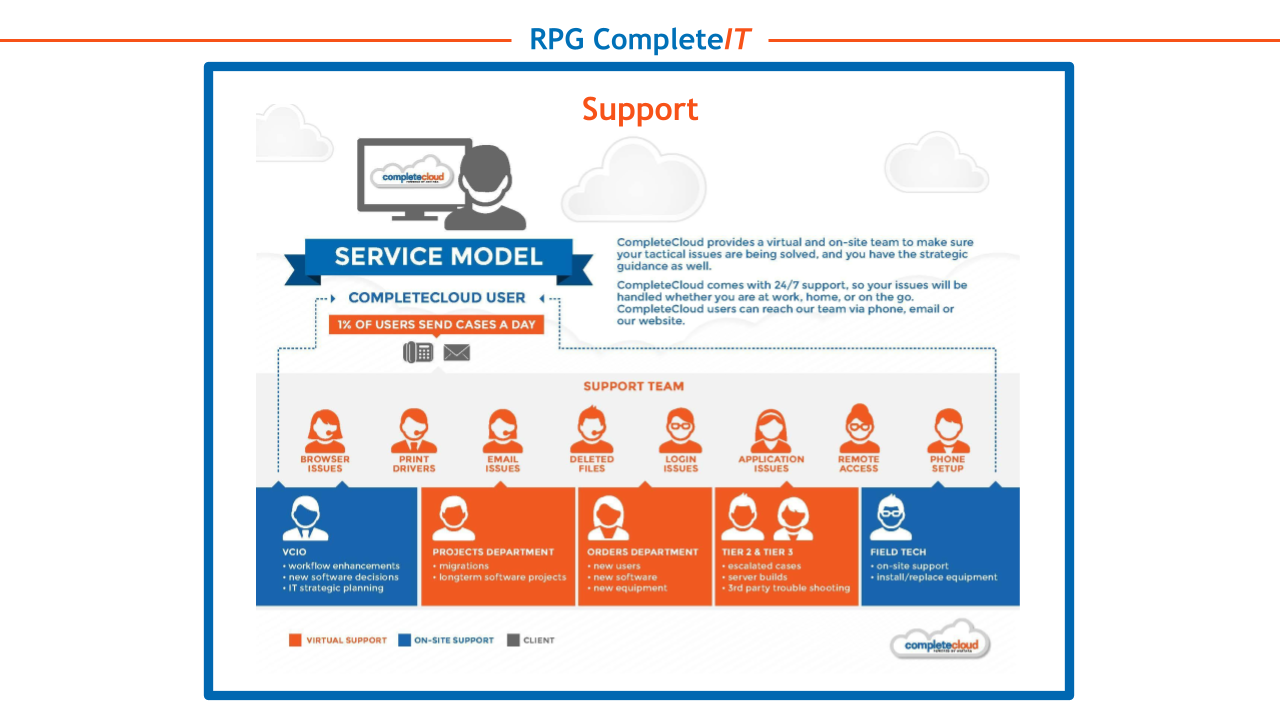 RPG CompleteIT
Support
completecloud
SERVICE MODEL
COMPLETECLOUD USER
1% OF USERS SEND CASES A DAY
CompleteCloud provides a virtual and on-site team to make sure
your tactical issues are being solved, and you have the strategic
guidance as well.
CompleteCloud comes with 24/7 support, so your issues will be
handled whether you are at work, home, or on the go.
CompleteCloud users can reach our team via phone, email or
our website.
SUPPORT TEAM
BROWSER
ISSUES
PRINT
DRIVERS
EMAIL
ISSUES
DELETED
FILES
LOGIN
ISSUES
APPLICATION
ISSUES
REMOTE
ACCESS
PHONE
SETUP
VCIO
• workflow enhancements
• new software decisions
• IT strategic planning
PROJECTS DEPARTMENT
• migrations
• longterm software projects
ORDERS DEPARTMENT
• new users
• new software
• new equipment
TIER 2 & TIER 3
• escalated cases
• server builds
• 3rd party trouble shooting
FIELD TECH
• on-site support
• install/replace equipment
VIRTUAL SUPPORT
ON-SITE SUPPORT
CLIENT
completecloud